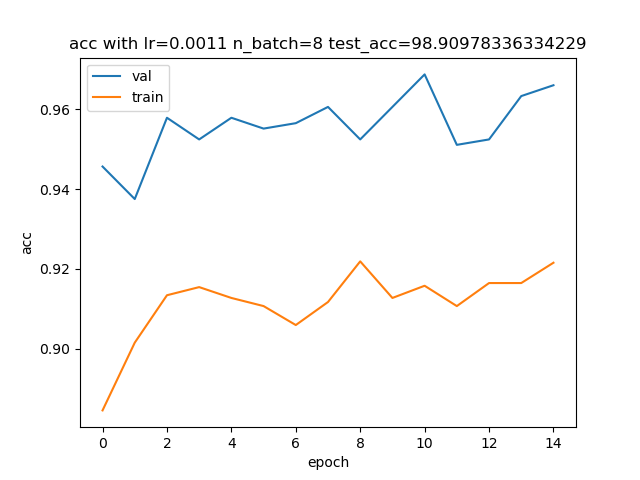 acc with lr=0.0011 n_batch=8 test_acc=98.90978336334229
val
train
0.96
0.94
0.92
0.90
acc
0 2 4 6 8 10 12 14
epoch